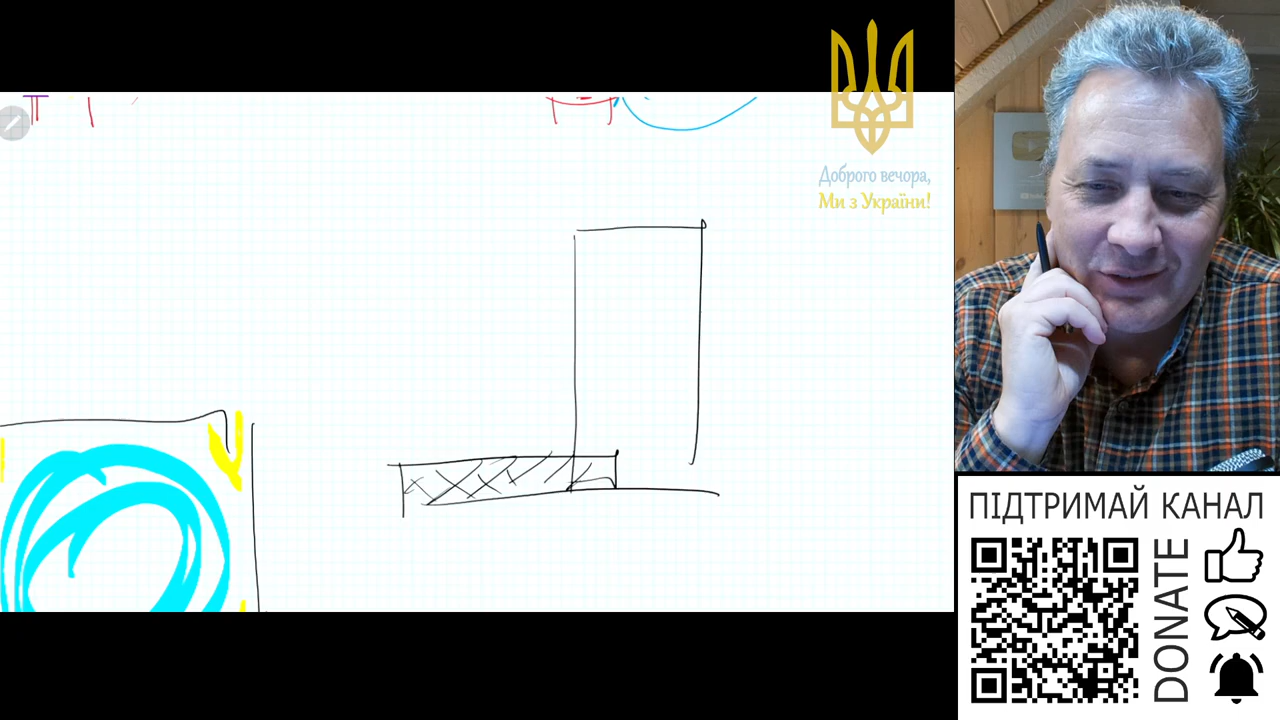 Доброго вечора,
Ми з України!
ПІДТРИМАЙ КАНАЛ
DONATE